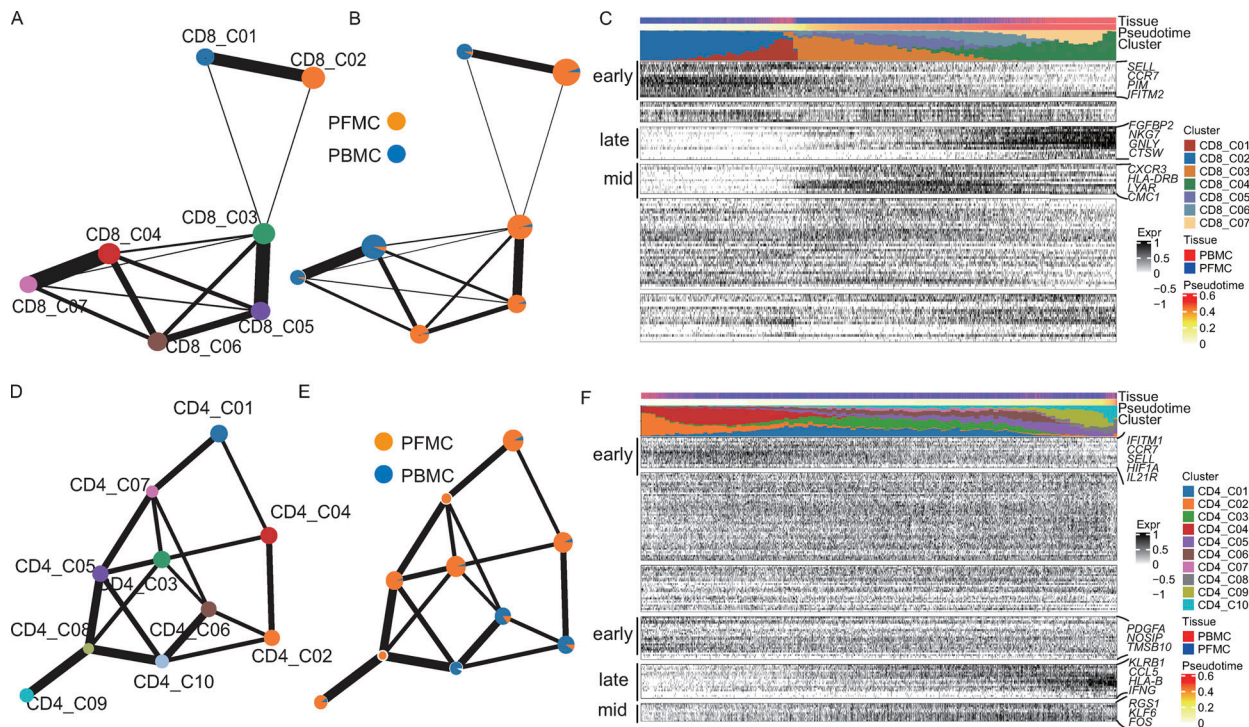 A
CD8_C01
CD8_C02
CD8_C03
CD8_C04
CD8_C07
CD8_C05
CD8_C06
B
PFMC
PBMC
C
Tissue
Pseudotime
Cluster
early
SELL
CCR7
PIM
IFITM2
late
FGFBP2
NKG7
GNLY
CTSW
mid
CXCR3
HLA-DRB
LYAR
CMC1
Expr
1
0.5
0
−0.5
−1
Cluster
CD8_C01
CD8_C02
CD8_C03
CD8_C04
CD8_C05
CD8_C06
CD8_C07
Tissue
PBMC
PFMC
Pseudotime
0.6
0.4
0.2
0
D
CD4_C01
CD4_C07
CD4_C04
CD4_C05
CD4_C03
CD4_C08
CD4_C06
CD4_C02
CD4_C10
CD4_C09
E
PFMC
PBMC
F
Tissue
Pseudotime
Cluster
early
IFITM1
CCR7
SELL
HIF1A
IL21R
early
PDGFA
NOSIP
TMSB10
late
KLRB1
CCL5
HLA-B
IFNG
mid
RGS1
KLF6
FOS
Expr
1
0.5
0
−0.5
−1
Cluster
CD4_C01
CD4_C02
CD4_C03
CD4_C04
CD4_C05
CD4_C06
CD4_C07
CD4_C08
CD4_C09
CD4_C10
Tissue
PBMC
PFMC
Pseudotime
0.6
0.4
0.2
0